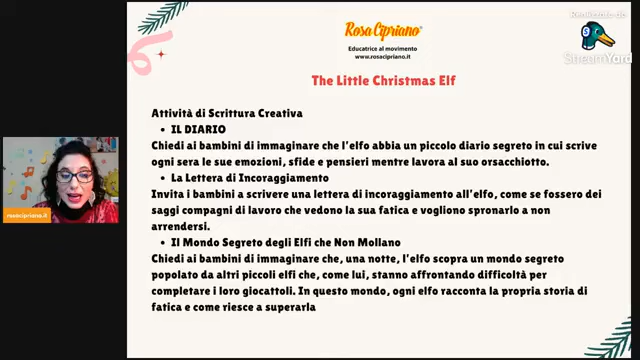 Rosa Cipriano®
Educatrice al movimento
www.rosacipriano.it
Realizzato da
StreamYard
The Little Christmas Elf
Attività di Scrittura Creativa
• IL DIARIO
Chiedi ai bambini di immaginare che l'elfo abbia un piccolo diario segreto in cui scrive
ogni sera le sue emozioni, sfide e pensieri mentre lavora al suo orsacchiotto.
• La Lettera di Incoraggiamento
Invita i bambini a scrivere una lettera di incoraggiamento all'elfo, come se fossero dei
saggi compagni di lavoro che vedono la sua fatica e vogliono spronarlo a non
arrendersi.
• Il Mondo Segreto degli Elfi che Non Mollano
Chiedi ai bambini di immaginare che, una notte, l'elfo scopra un mondo segreto
popolato da altri piccoli elfi che, come lui, stanno affrontando difficoltà per
completare i loro giocattoli. In questo mondo, ogni elfo racconta la propria storia di
fatica e come riesce a superarla
rosacipriano.it